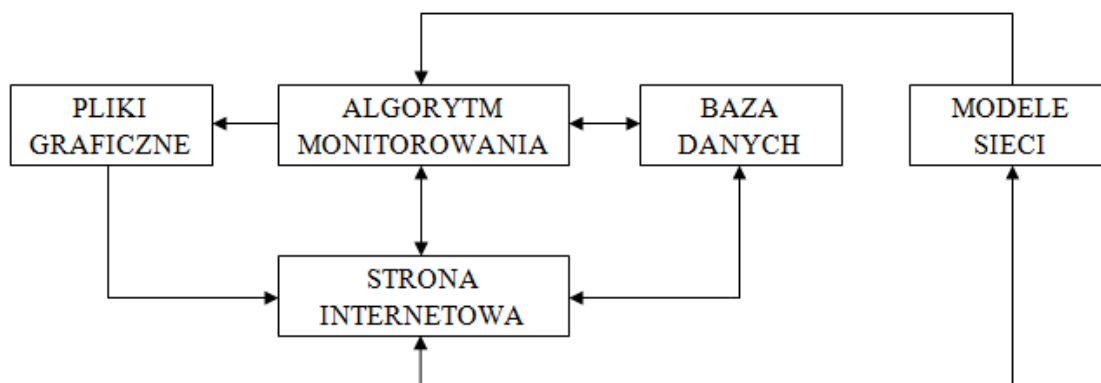 PLIKI
GRAFICZNE
ALGORYTM
MONITOROWANIA
BAZA
DANYCH
MODELE
SIECI
STRONA
INTERNETOWA